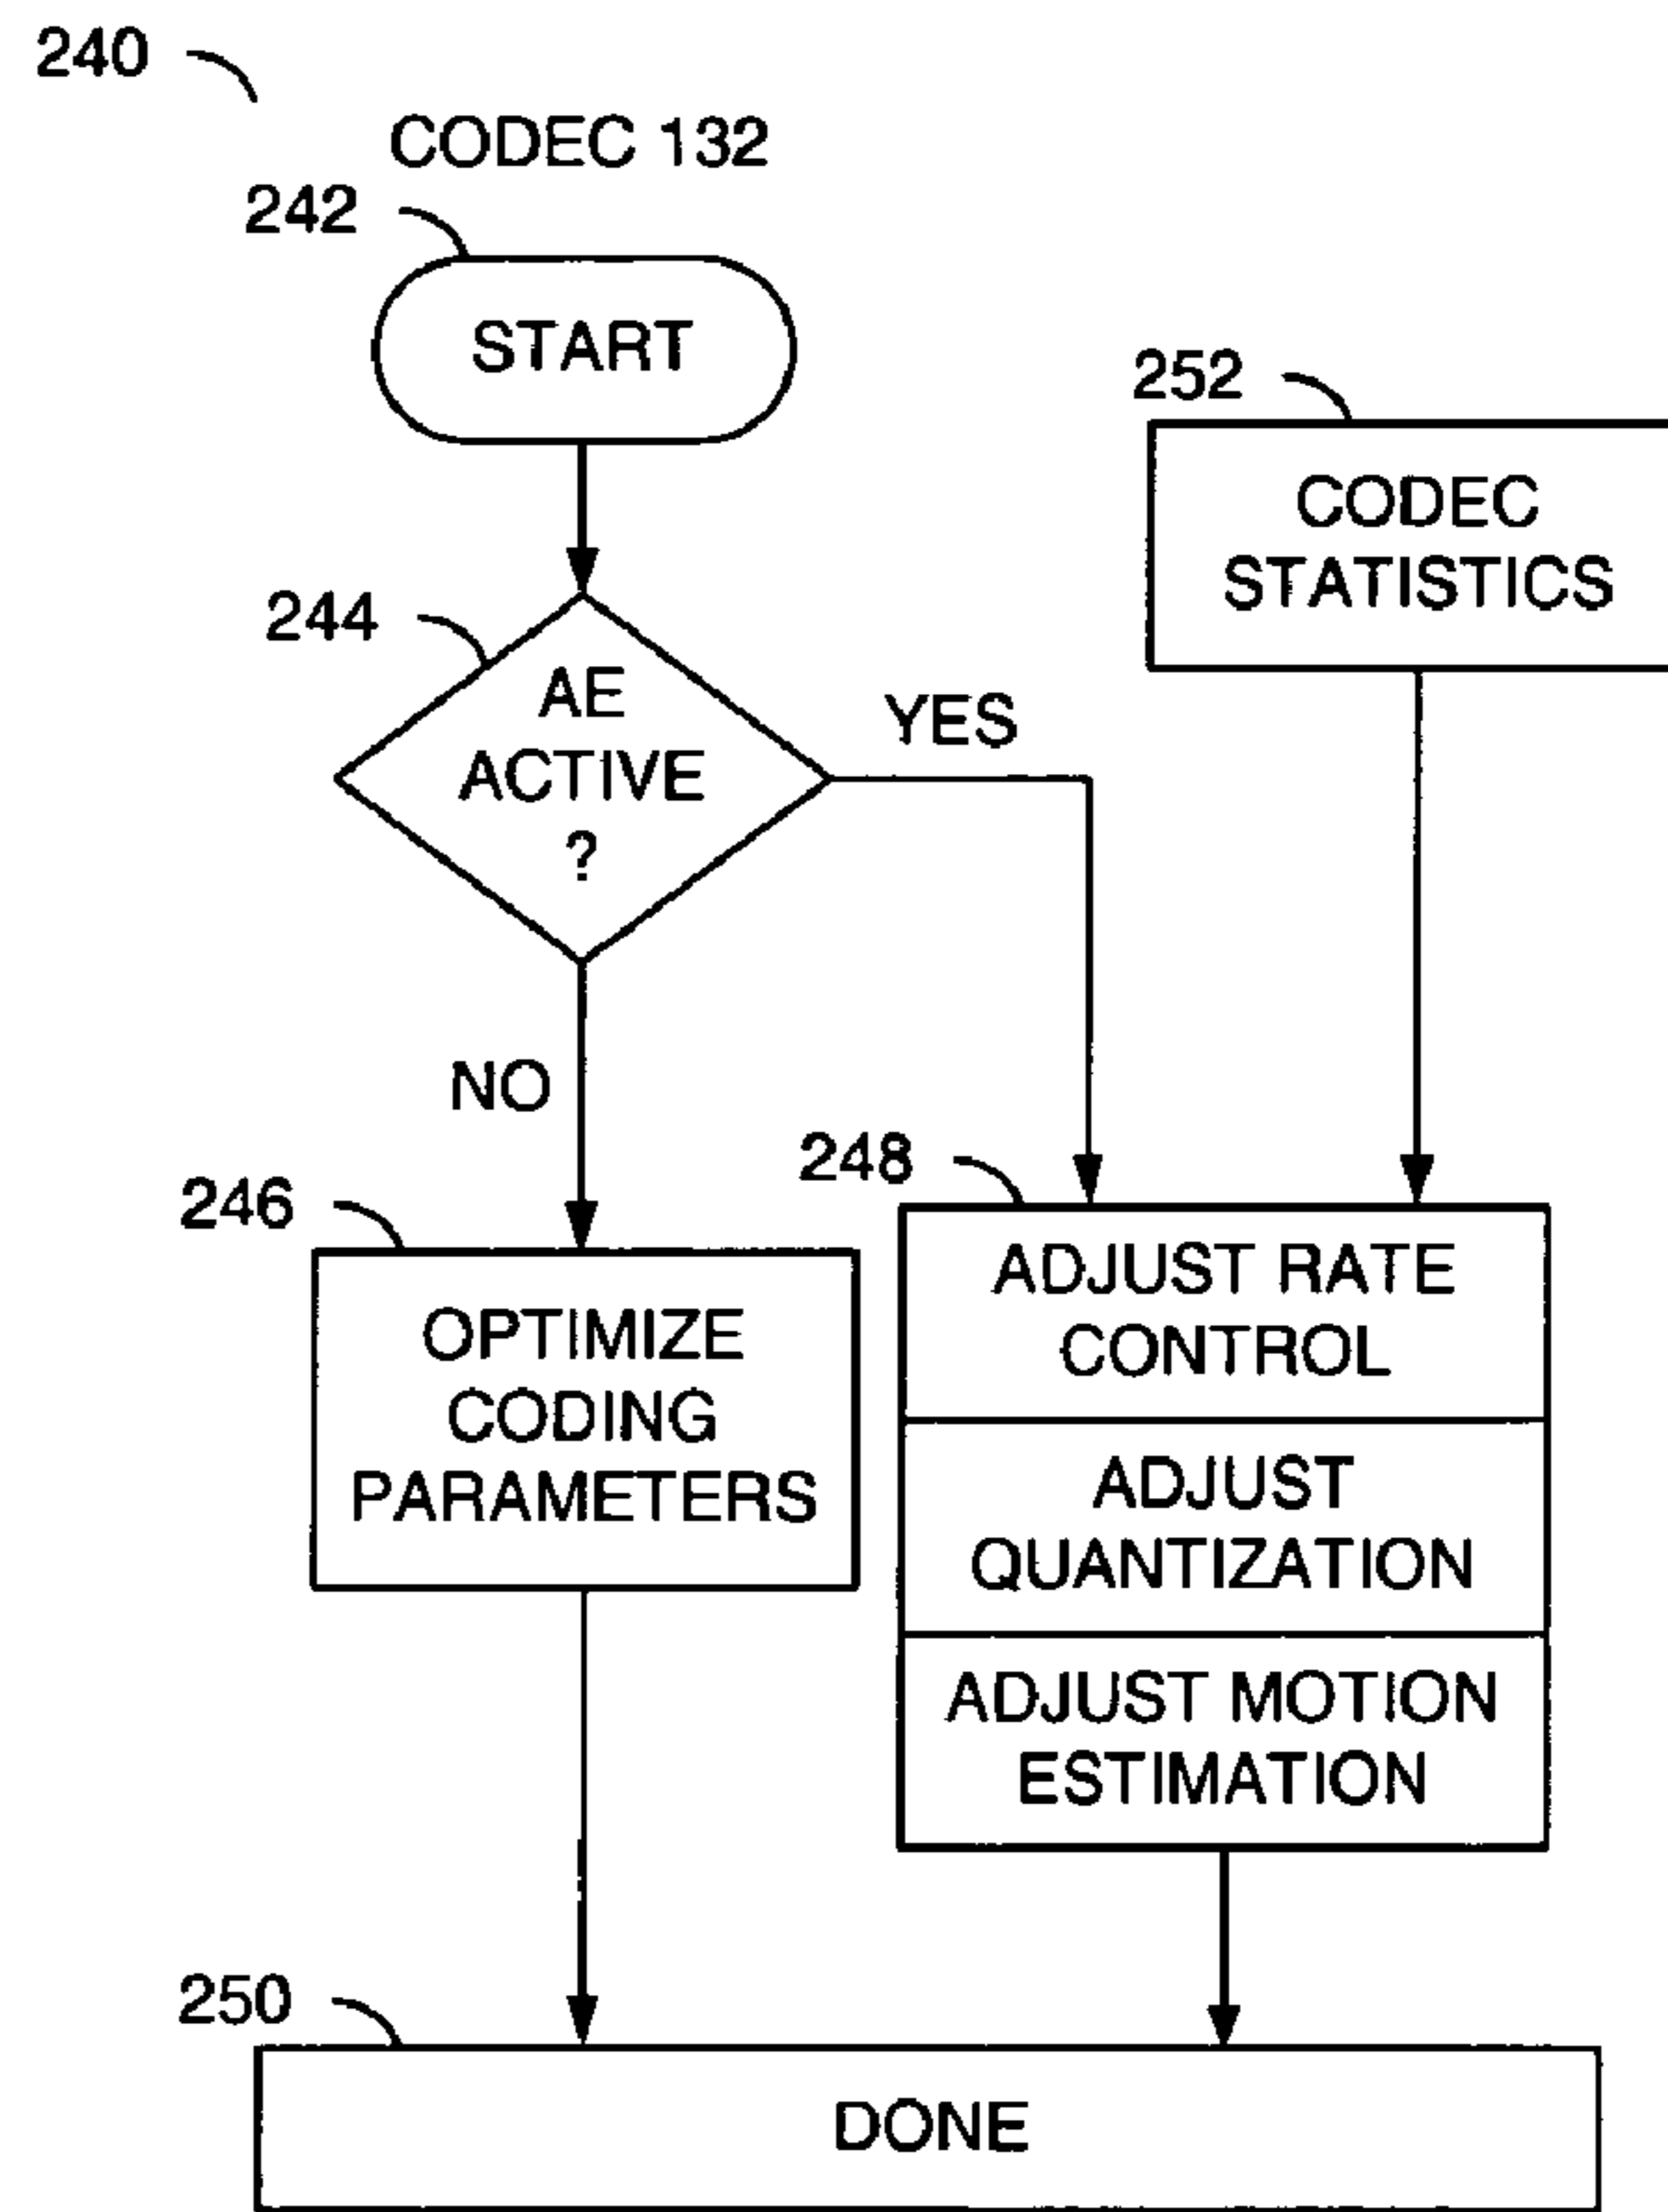 240
CODEC 132
242
START
252
CODEC
STATISTICS
244
AE
ACTIVE
?
YES
NO
248
246
ADJUST RATE
CONTROL
OPTIMIZE
CODING
PARAMETERS
ADJUST
QUANTIZATION
ADJUST MOTION
ESTIMATION
250
DONE